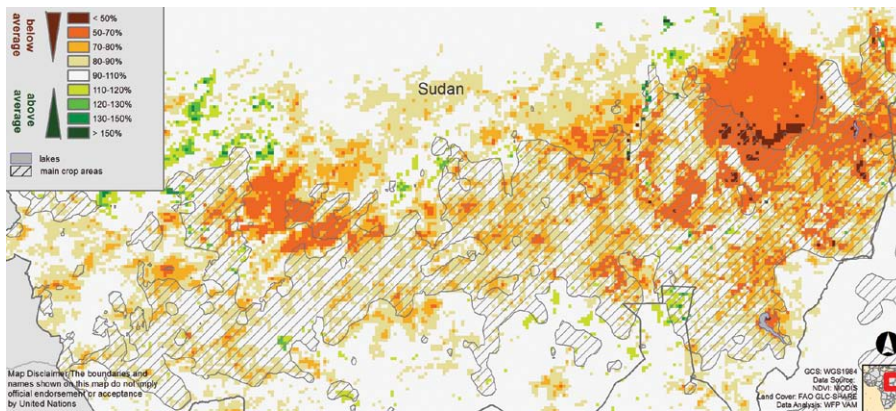 below
average
above
average
< 50%
50-70%
70-80%
80-90%
90-110%
110-120%
120-130%
130-150%
> 150%
lakes
main crop areas
Sudan
Map Disclaimer: The boundaries and
names shown on this map do not imply
official endorsement or acceptance
by United Nations
GCS: WGS1984
Data Source:
NDVI: MODIS
Land Cover: FAO GLC-SHARE
Data Analysis: WFP VAM